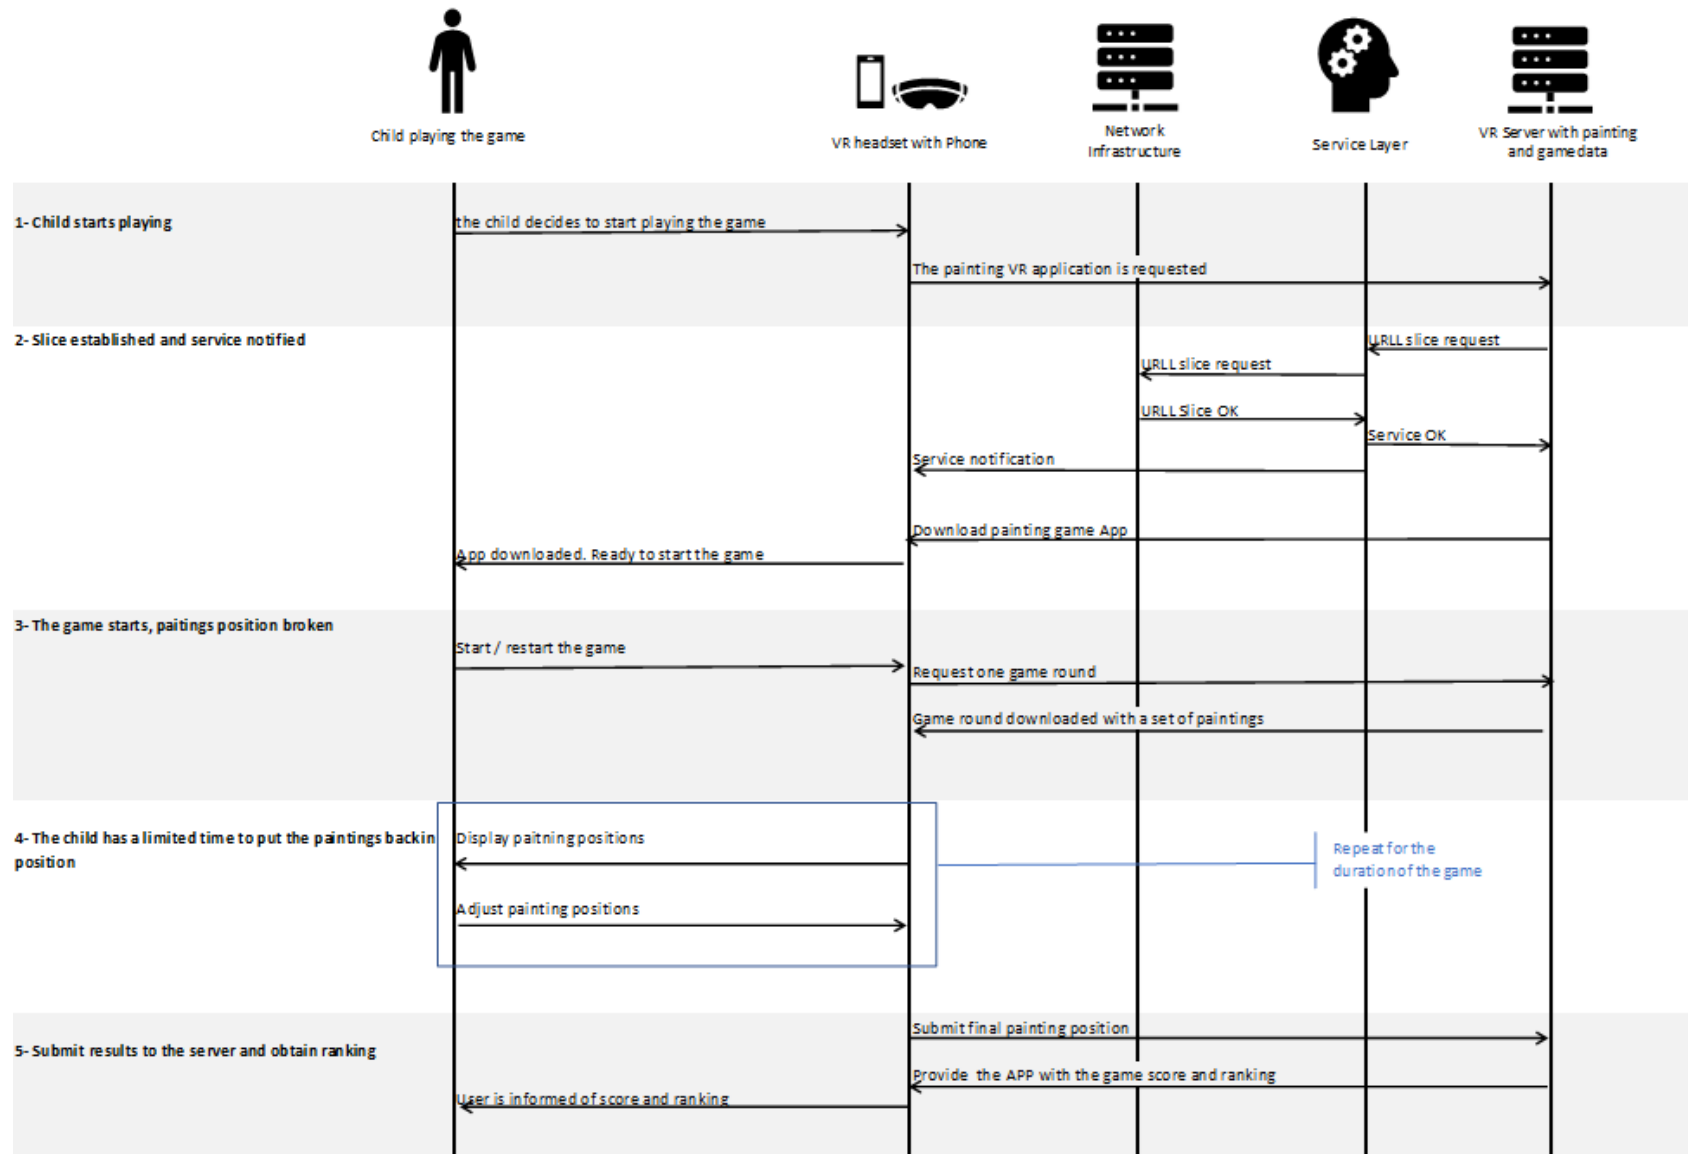 Child playing the game
VR headset with Phone
Network
Infrastructure
Service Layer
VR Server with painting
and gamedata
1- Child starts playing
the child decides to start playing the game
The painting VR application is requested
2- Slice established and service notified
URLL slice request
URLL slice request
URLL Slice OK
Service OK
Service notification
Download painting game App
App downloaded. Ready to start the game
3- The game starts, paitings position broken
Start / restart the game
Request one game round
Game round downloaded with a set of paintings
4- The child has a limited time to put the paintings back in
position
Display paitning positions
Repeat for the
duration of the game
Adjust painting positions
Submit final painting position
5- Submit results to the server and obtain ranking
Provide the APP with the game score and ranking
User is informed of score and ranking